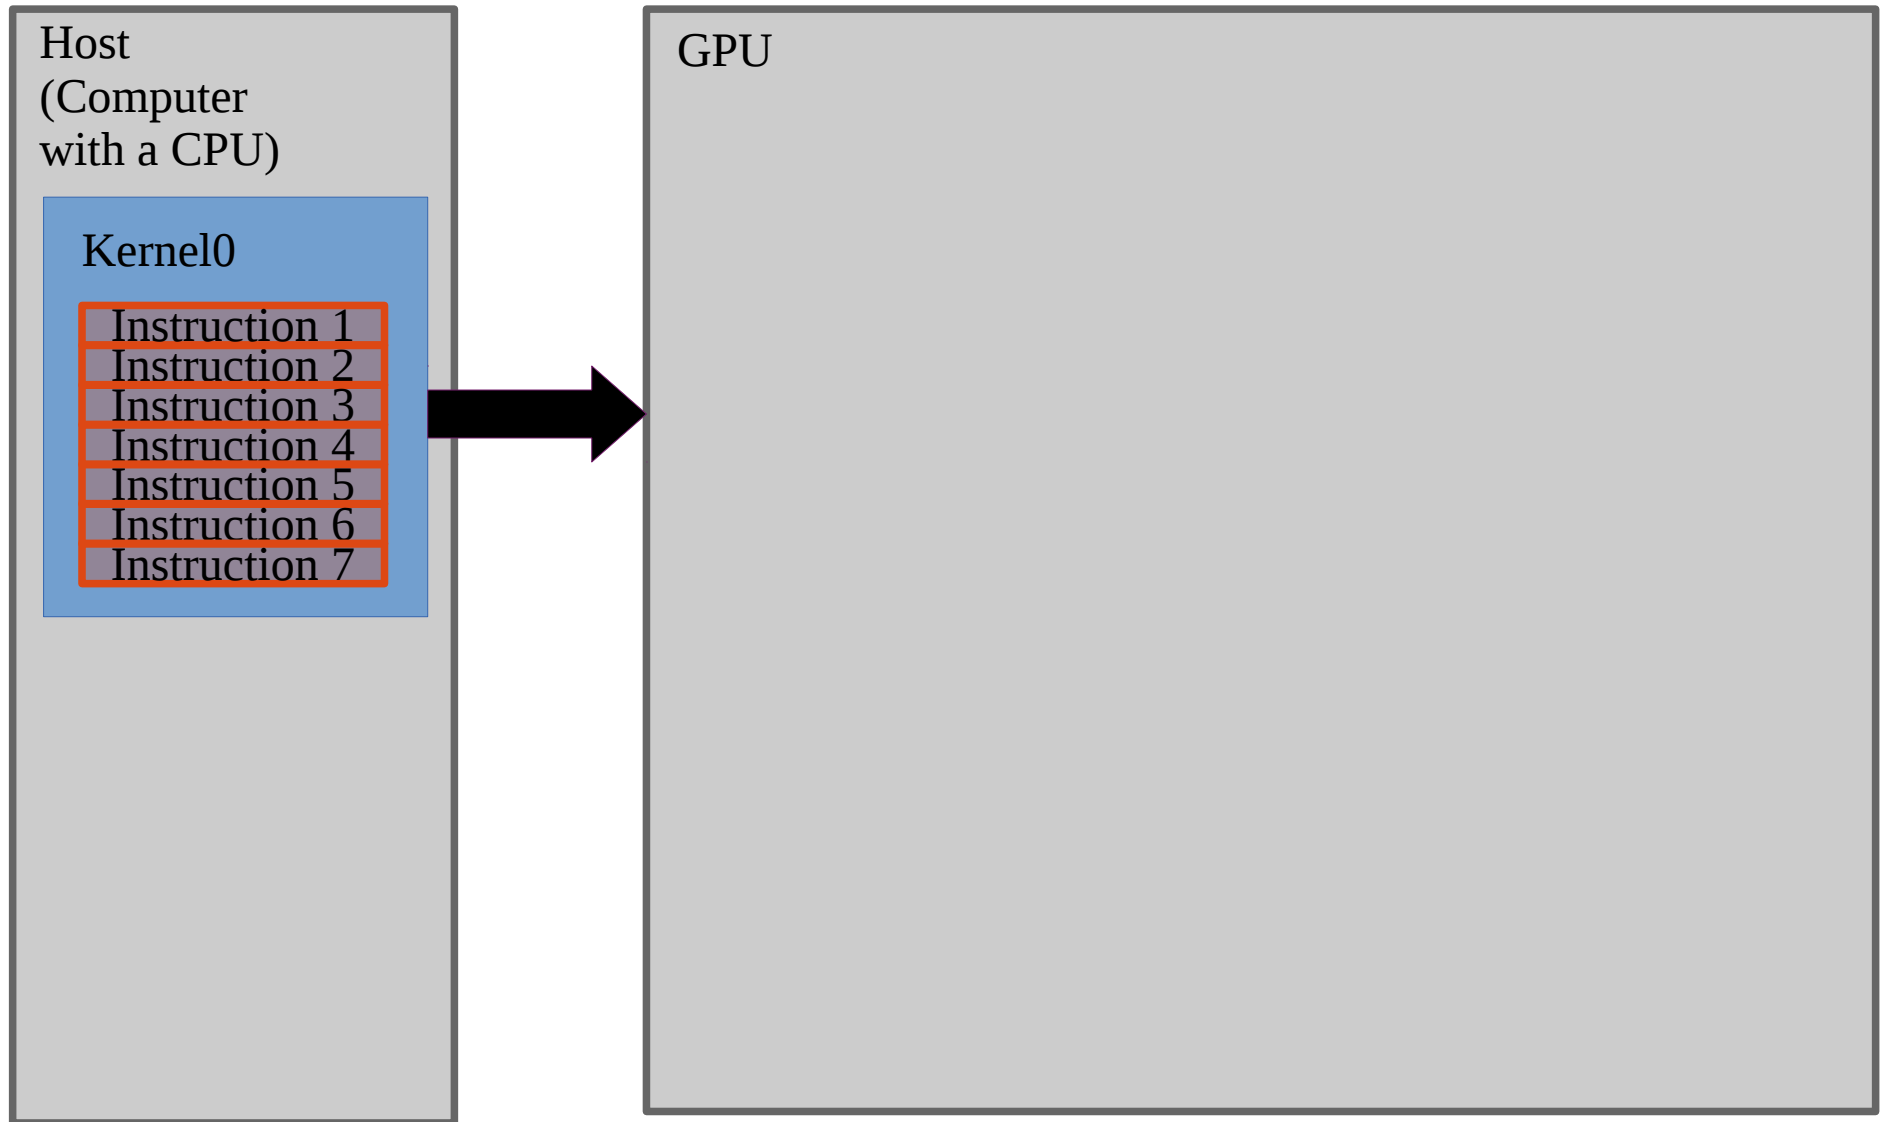 Host
(Computer
with a CPU)
Kernel0
Instruction 1
Instruction 2
Instruction 3
Instruction 4
Instruction 5
Instruction 6
Instruction 7
GPU